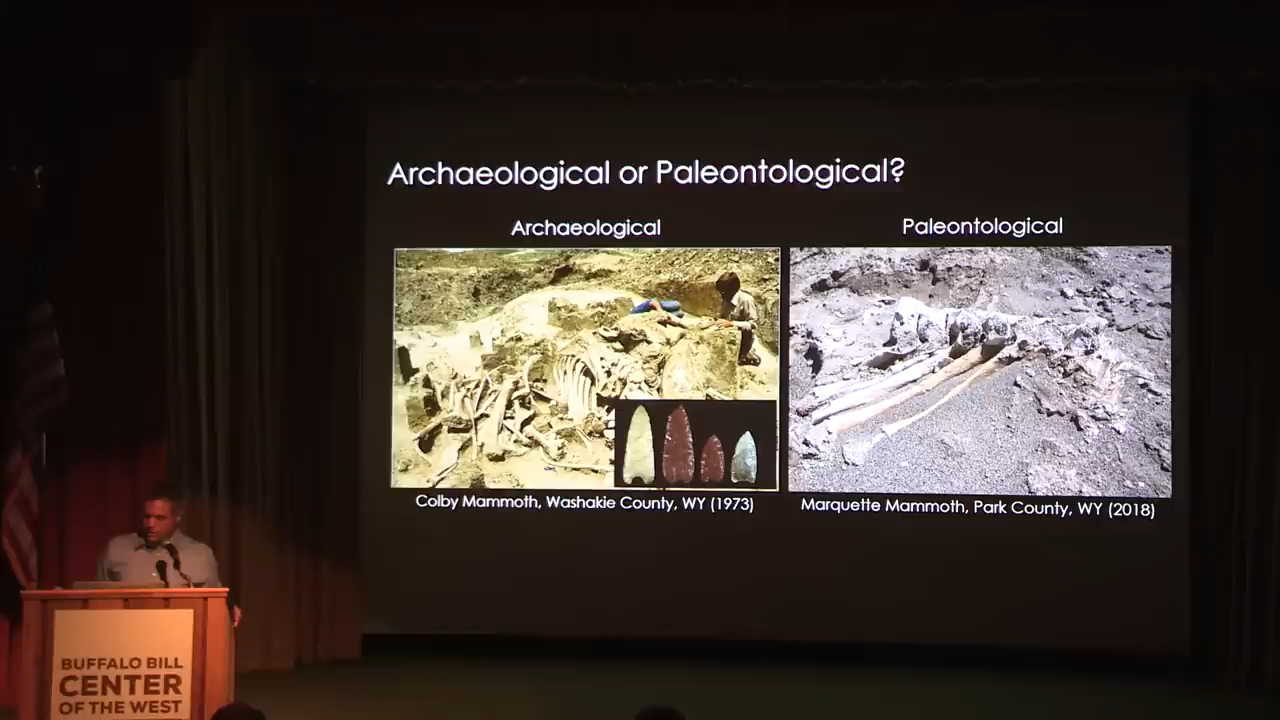 Archaeological or Paleontological?
Archaeological
Paleontological
Colby Mammoth, Washakie County, WY (1973)
Marquette Mammoth, Park County, WY (2018)
BUFFALO BILL
CENTER
OF THE WEST